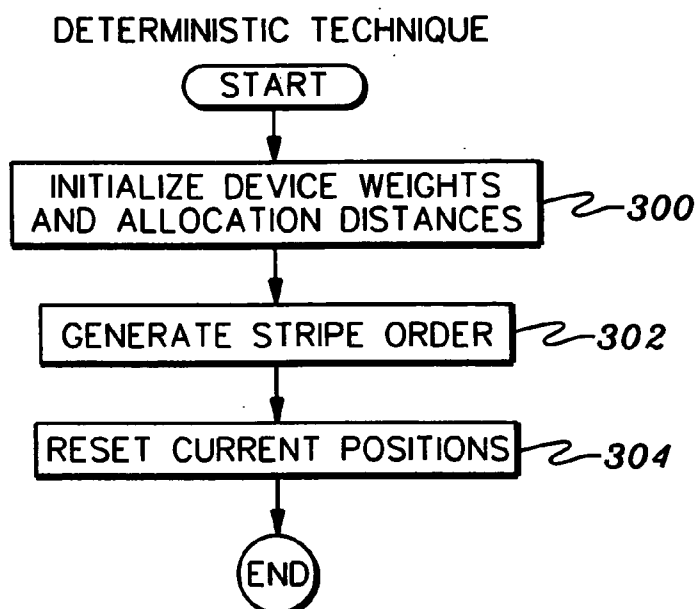 DETERMINISTIC TECHNIQUE
START
INITIALIZE DEVICE WEIGHTS
AND ALLOCATION DISTANCES
300
GENERATE STRIPE ORDER
302
RESET CURRENT POSITIONS
304
END